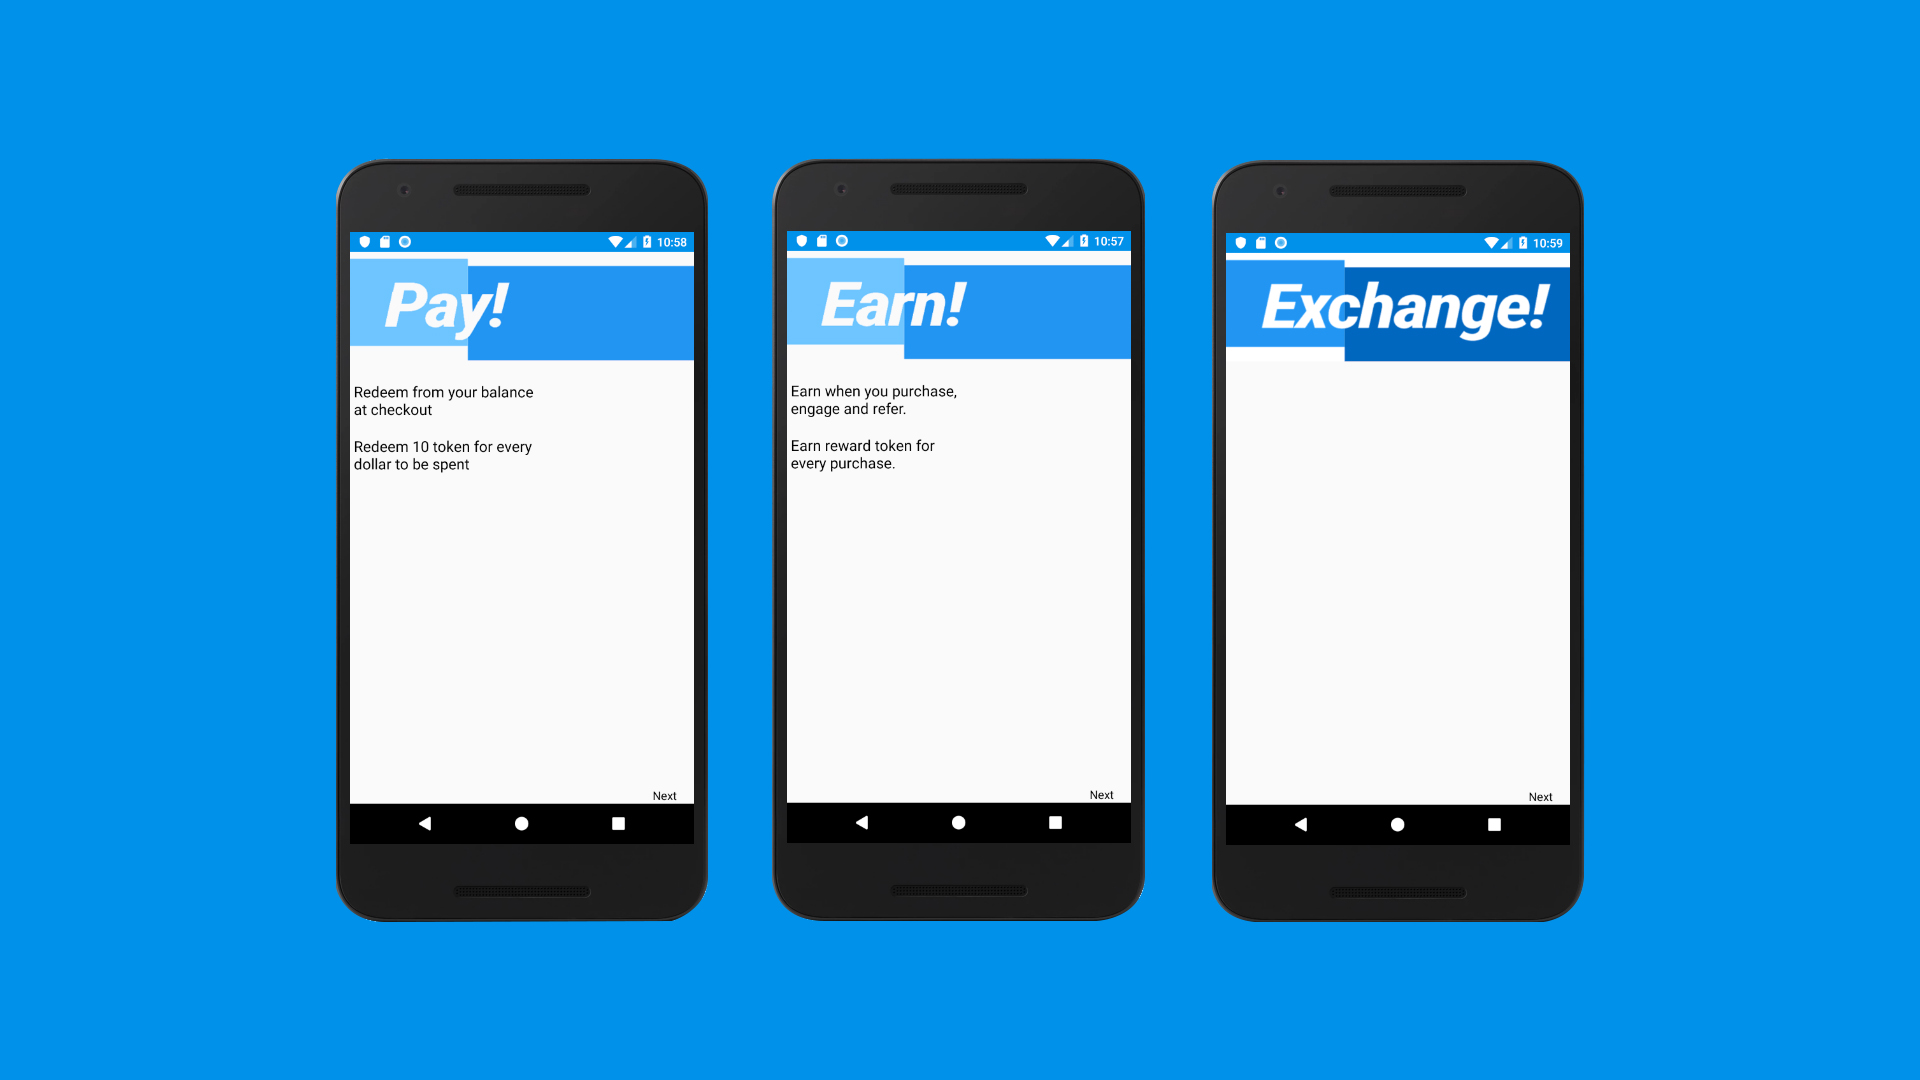 10:58
Pay!
Redeem from your balance
at checkout
Redeem 10 token for every
dollar to be spent
Next
10:57
Earn!
Earn when you purchase,
engage and refer.
Earn reward token for
every purchase.
Next
10:59
Exchange!
Next